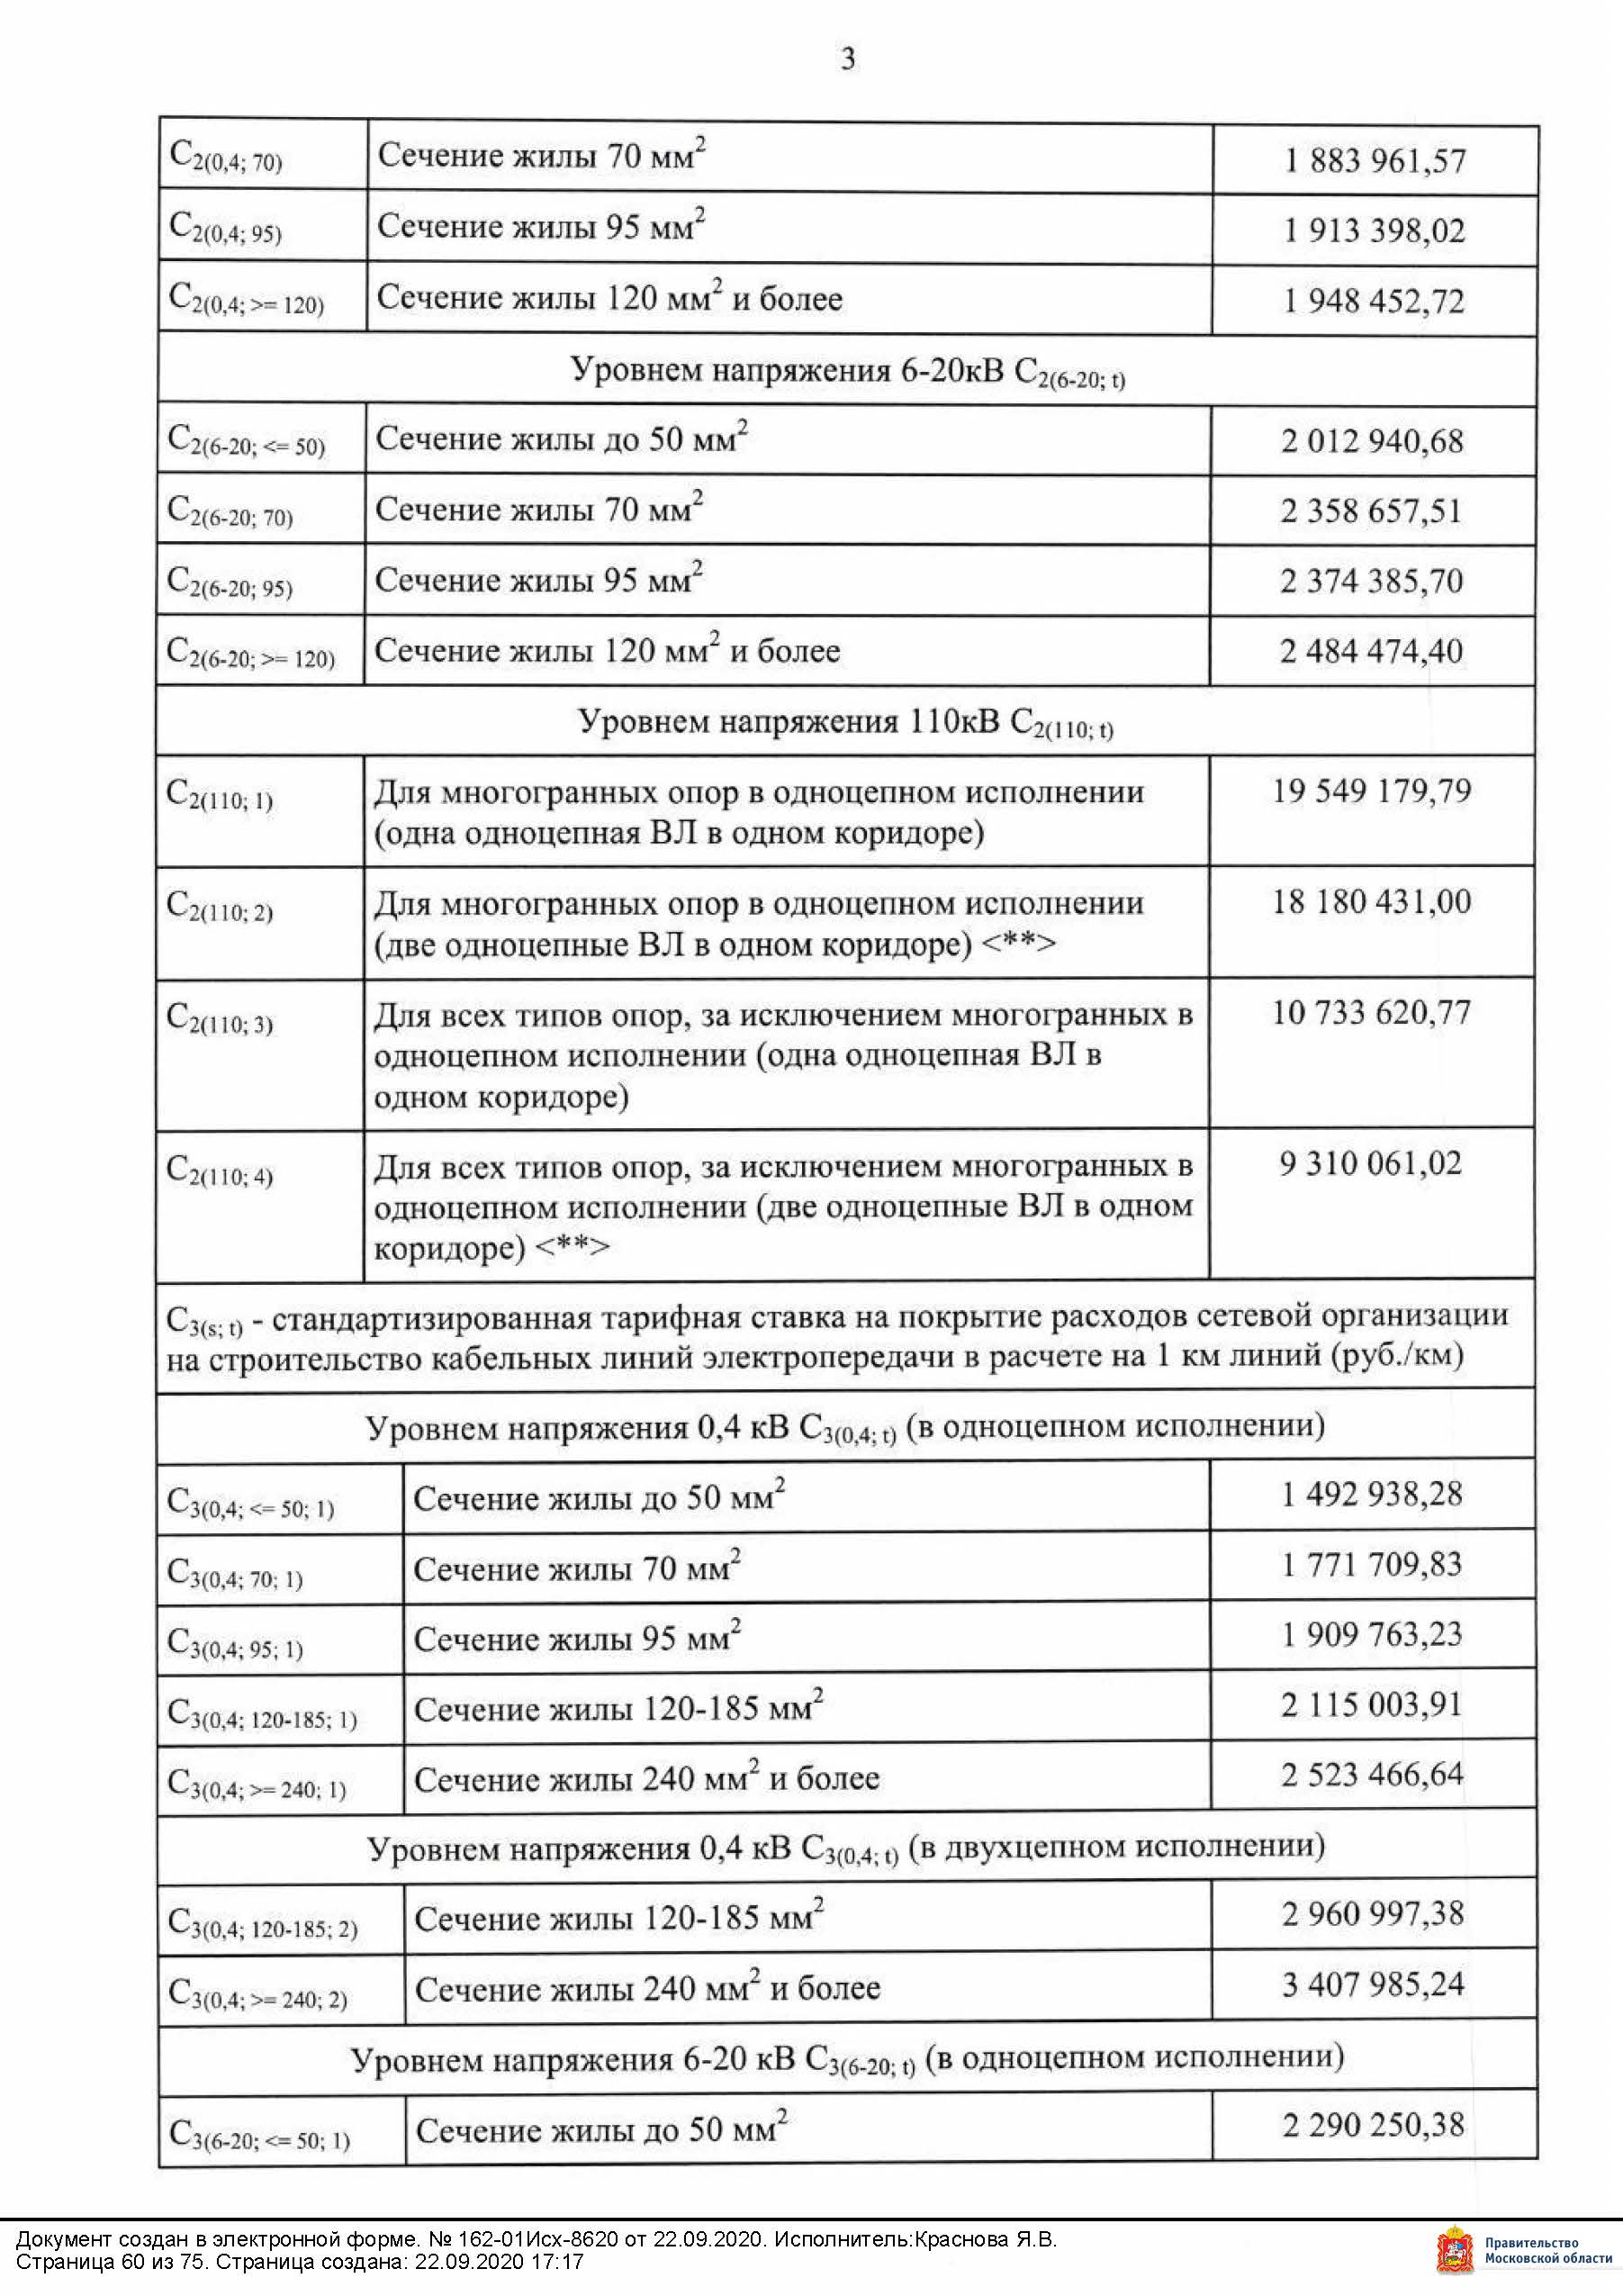 3
C2(0,4; 70) Сечение жилы 70 мм² 1 883 961,57
C2(0,4; 95) Сечение жилы 95 мм² 1 913 398,02
C2(0,4; >= 120) Сечение жилы 120 мм² и более 1 948 452,72
Уровнем напряжения 6-20кВ C2(6-20; t)
C2(6-20; <= 50) Сечение жилы до 50 мм² 2 012 940,68
C2(6-20; 70) Сечение жилы 70 мм² 2 358 657,51
C2(6-20; 95) Сечение жилы 95 мм² 2 374 385,70
C2(6-20; >= 120) Сечение жилы 120 мм² и более 2 484 474,40
Уровнем напряжения 110кВ C2(110; t)
C2(110; 1) Для многогранных опор в одноцепном исполнении 19 549 179,79
(одна одноцепная ВЛ в одном коридоре)
C2(110; 2) Для многогранных опор в одноцепном исполнении 18 180 431,00
(две одноцепные ВЛ в одном коридоре) <**>
C2(110; 3) Для всех типов опор, за исключением многогранных в 10 733 620,77
одноцепном исполнении (одна одноцепная ВЛ в
одном коридоре)
C2(110; 4) Для всех типов опор, за исключением многогранных в 9 310 061,02
одноцепном исполнении (две одноцепные ВЛ в одном
коридоре) <**>
C3(s; t) - стандартизированная тарифная ставка на покрытие расходов сетевой организации
на строительство кабельных линий электропередачи в расчете на 1 км линий (руб./км)
Уровнем напряжения 0,4 кВ C3(0,4; t) (в одноцепном исполнении)
C3(0,4; <= 50; 1) Сечение жилы до 50 мм² 1 492 938,28
C3(0,4; 70; 1) Сечение жилы 70 мм² 1 771 709,83
C3(0,4; 95; 1) Сечение жилы 95 мм² 1 909 763,23
C3(0,4; 120-185; 1) Сечение жилы 120-185 мм² 2 115 003,91
C3(0,4; >= 240; 1) Сечение жилы 240 мм² и более 2 523 466,64
Уровнем напряжения 0,4 кВ C3(0,4; t) (в двухцепном исполнении)
C3(0,4; 120-185; 2) Сечение жилы 120-185 мм² 2 960 997,38
C3(0,4; >= 240; 2) Сечение жилы 240 мм² и более 3 407 985,24
Уровнем напряжения 6-20 кВ C3(6-20; t) (в одноцепном исполнении)
C3(6-20; <= 50; 1) Сечение жилы до 50 мм² 2 290 250,38
Документ создан в электронной форме. № 162-01Исх-8620 от 22.09.2020. Исполнитель:Краснова Я.В.
Страница 60 из 75. Страница создана: 22.09.2020 17:17
Правительство
Московской области